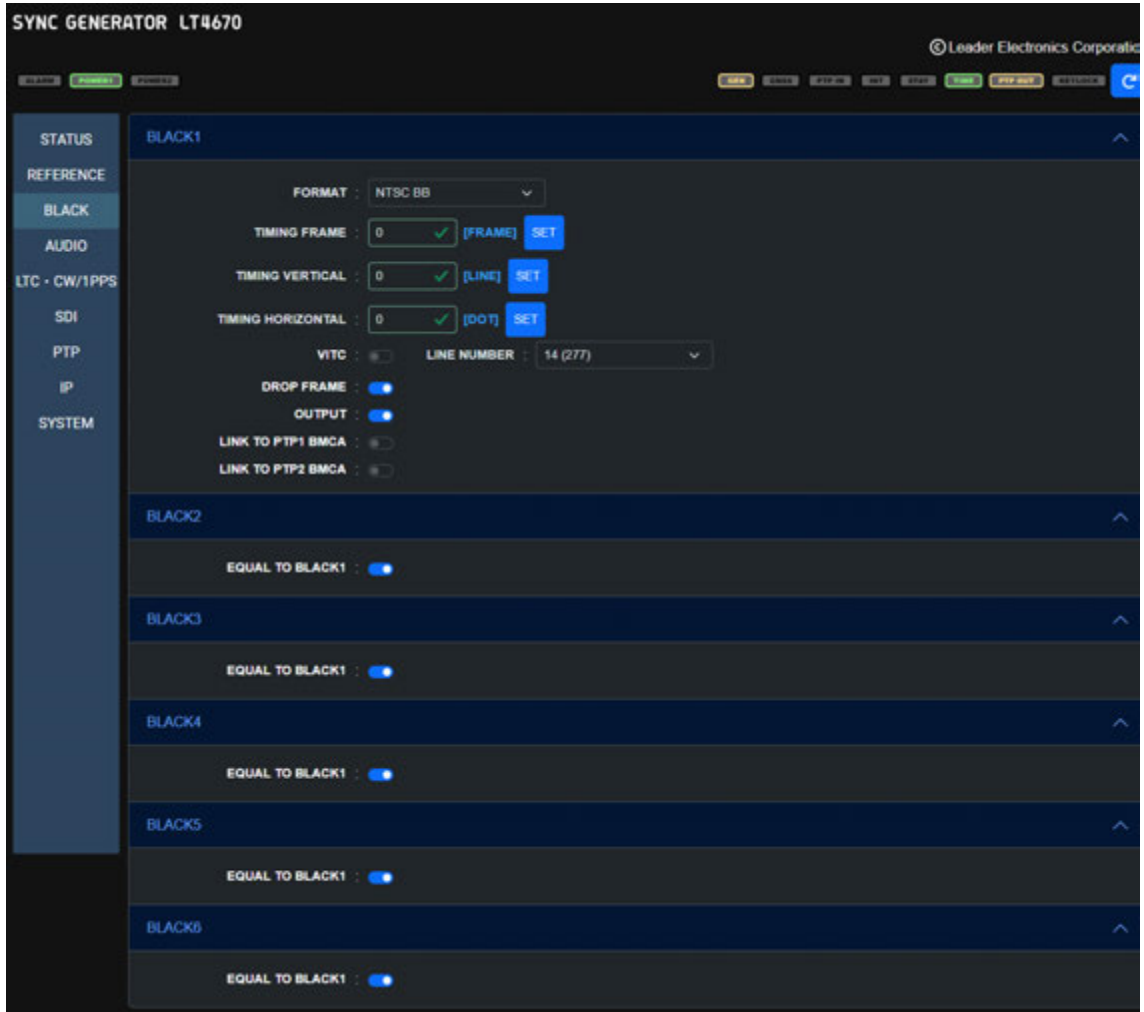 SYNC GENERATOR LT4670
©Leader Electronics Corporatio
ALARM POWER1 POWER2 GEN GNSS PTP IN INT STAY TIME PTP OUT KEYLOCK
STATUS
REFERENCE
BLACK
AUDIO
LTC・CW/1PPS
SDI
PTP
IP
SYSTEM
BLACK1
FORMAT : NTSC BB
TIMING FRAME : 0 [FRAME] SET
TIMING VERTICAL : 0 [LINE] SET
TIMING HORIZONTAL : 0 [DOT] SET
VITC : LINE NUMBER : 14 (277)
DROP FRAME :
OUTPUT :
LINK TO PTP1 BMCA :
LINK TO PTP2 BMCA :
BLACK2
EQUAL TO BLACK1 :
BLACK3
EQUAL TO BLACK1 :
BLACK4
EQUAL TO BLACK1 :
BLACK5
EQUAL TO BLACK1 :
BLACK6
EQUAL TO BLACK1 :